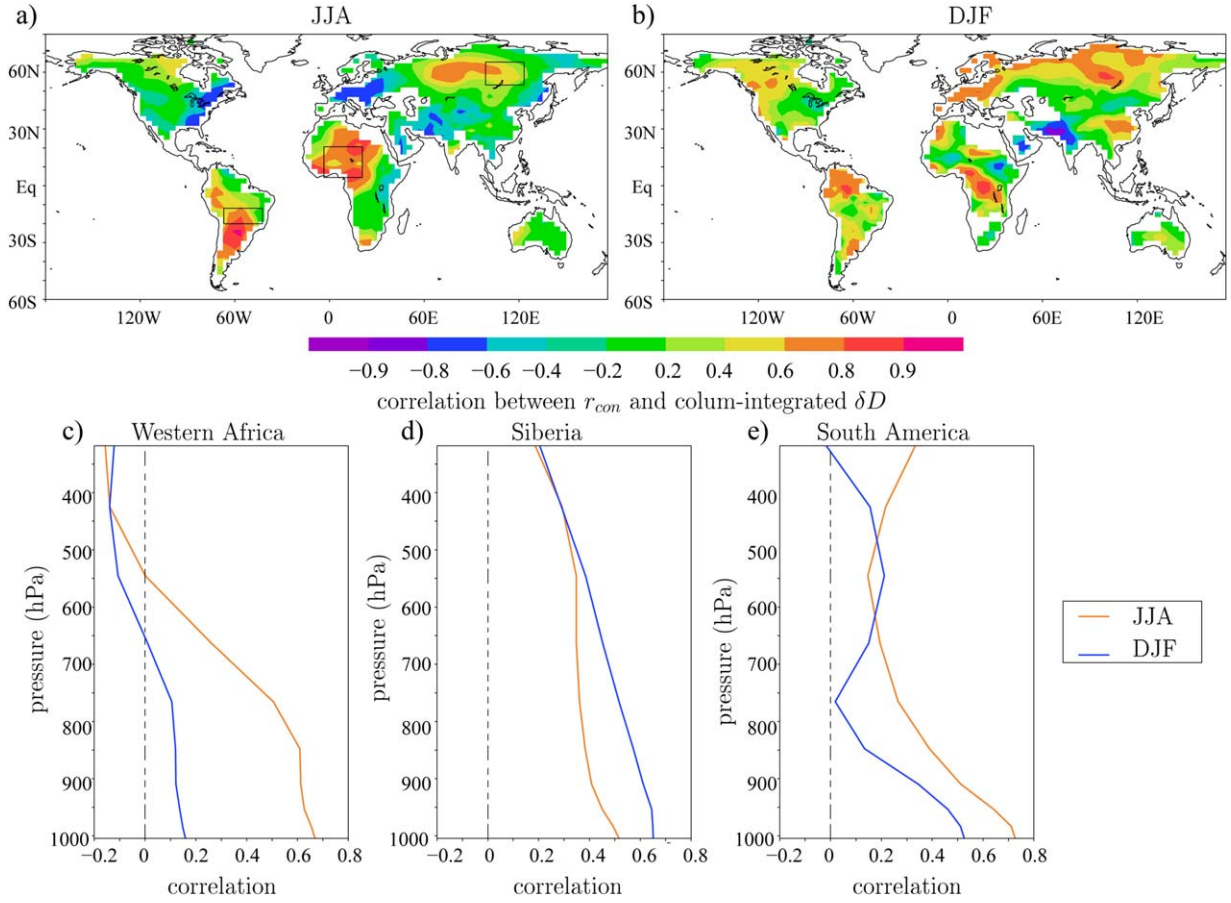 a) JJA
b) DJF
60N
30N
Eq
30S
60S
120W 60W 0 60E 120E
60N
30N
Eq
30S
60S
120W 60W 0 60E 120E
−0.9 −0.8 −0.6 −0.4 −0.2 0.2 0.4 0.6 0.8 0.9
correlation between r_con and colum-integrated δD
c) Western Africa
pressure (hPa)
400
500
600
700
800
900
1000
−0.2 0 0.2 0.4 0.6 0.8
correlation
d) Siberia
pressure (hPa)
400
500
600
700
800
900
1000
−0.2 0 0.2 0.4 0.6 0.8
correlation
e) South America
pressure (hPa)
400
500
600
700
800
900
1000
−0.2 0 0.2 0.4 0.6 0.8
correlation
JJA
DJF